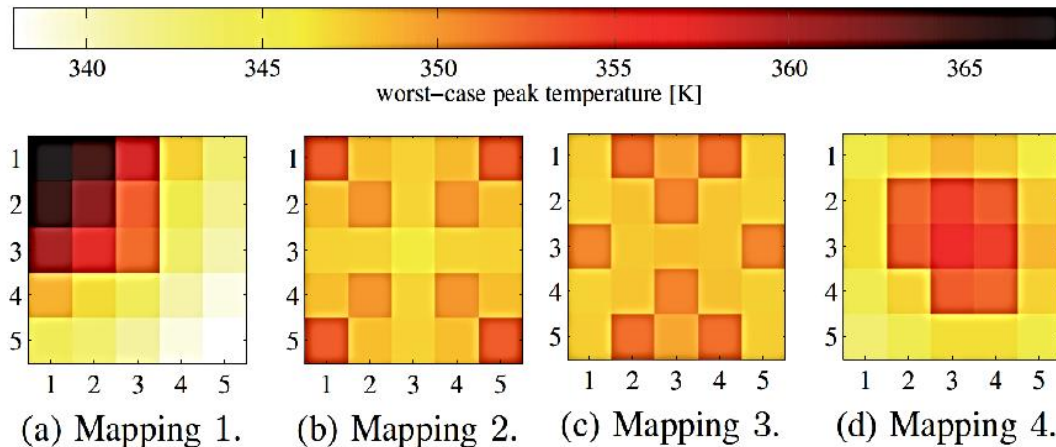 340 345 350 355 360 365
worst-case peak temperature [K]
1 1 1 1
2 2 2 2
3 3 3 3
4 4 4 4
5 5 5 5
1 2 3 4 5 1 2 3 4 5 1 2 3 4 5 1 2 3 4 5
(a) Mapping 1. (b) Mapping 2. (c) Mapping 3. (d) Mapping 4.